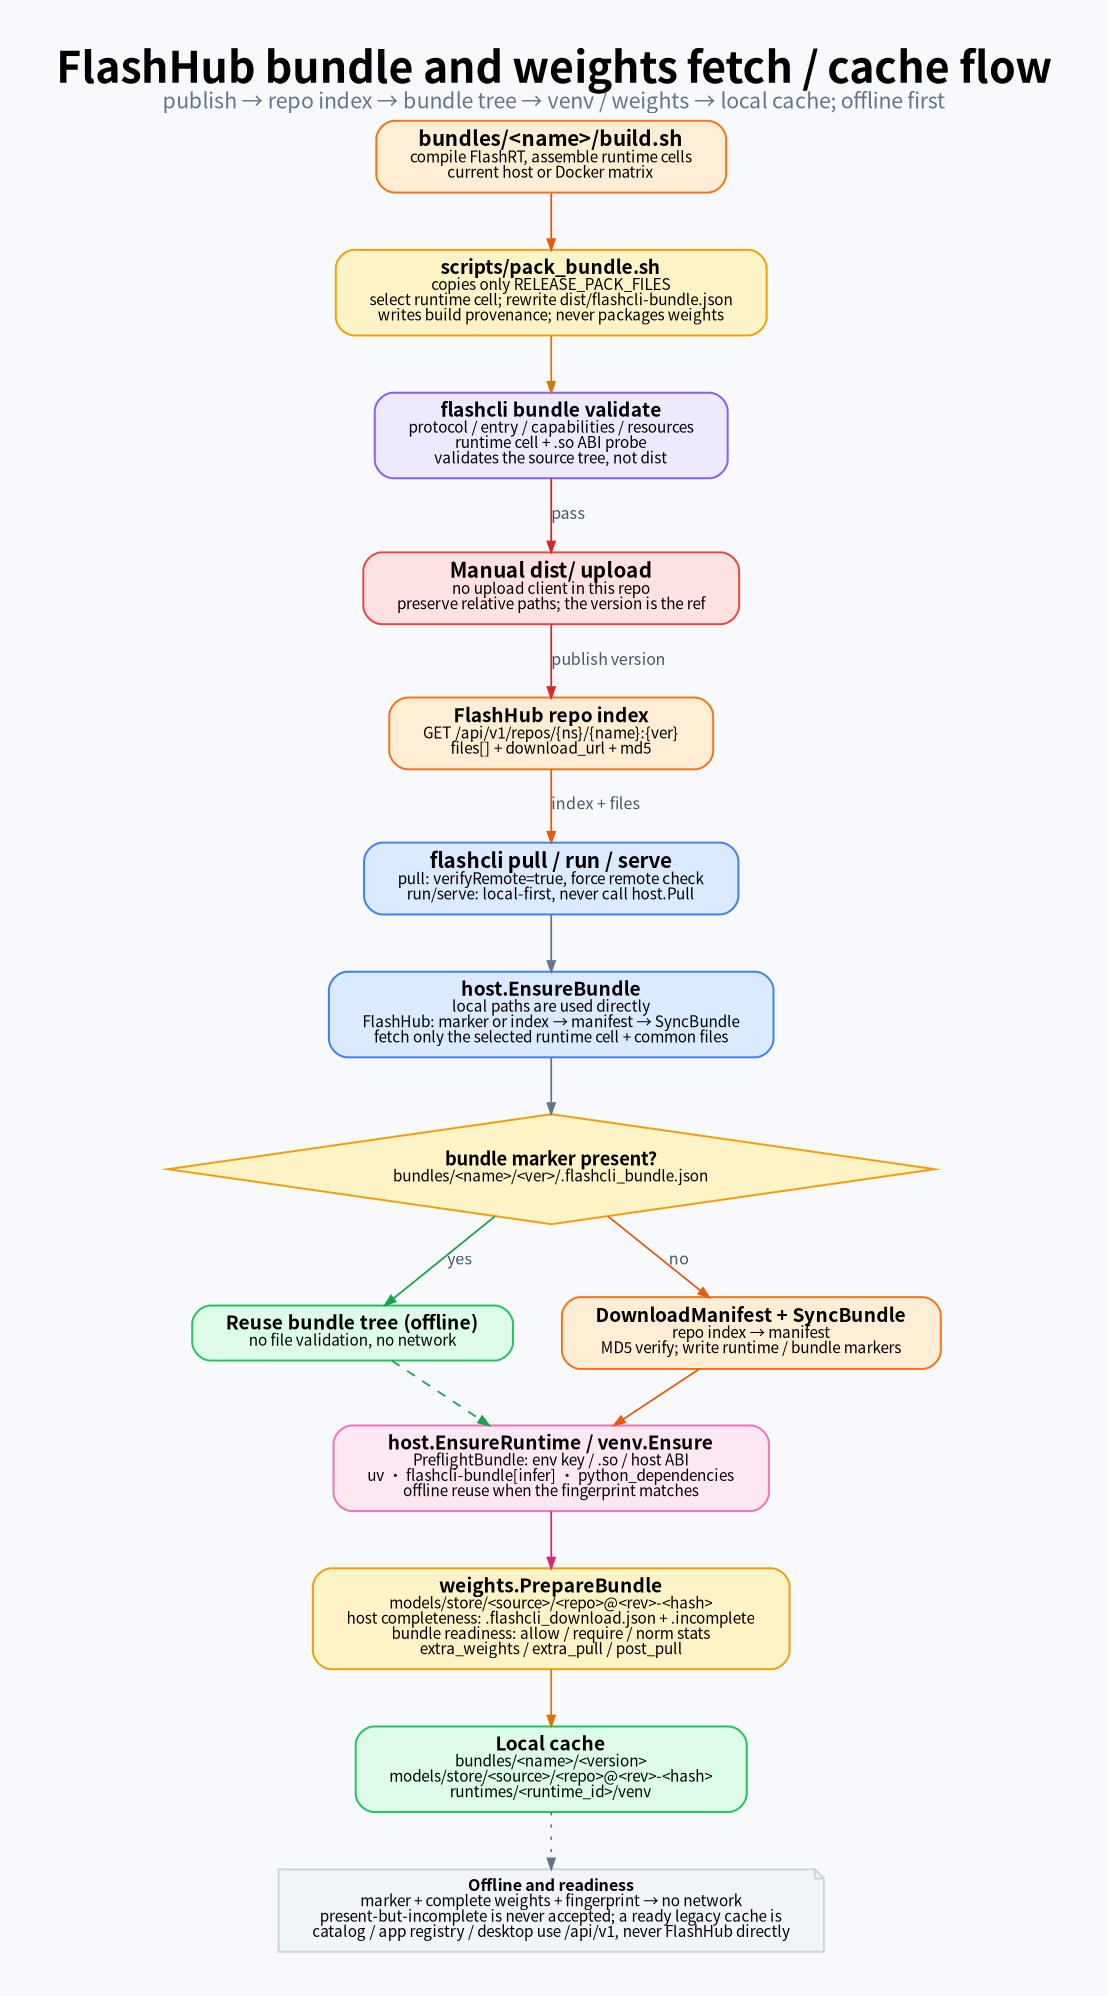 FlashHub bundle and weights fetch / cache flow
publish → repo index → bundle tree → venv / weights → local cache; offline first
bundles/<name>/build.sh
compile FlashRT, assemble runtime cells
current host or Docker matrix
scripts/pack_bundle.sh
copies only RELEASE_PACK_FILES
select runtime cell; rewrite dist/flashcli-bundle.json
writes build provenance; never packages weights
flashcli bundle validate
protocol / entry / capabilities / resources
runtime cell + .so ABI probe
validates the source tree, not dist
pass
Manual dist/ upload
no upload client in this repo
preserve relative paths; the version is the ref
publish version
FlashHub repo index
GET /api/v1/repos/{ns}/{name}:{ver}
files[] + download_url + md5
index + files
flashcli pull / run / serve
pull: verifyRemote=true, force remote check
run/serve: local-first, never call host.Pull
host.EnsureBundle
local paths are used directly
FlashHub: marker or index → manifest → SyncBundle
fetch only the selected runtime cell + common files
bundle marker present?
bundles/<name>/<ver>/.flashcli_bundle.json
yes
no
Reuse bundle tree (offline)
no file validation, no network
DownloadManifest + SyncBundle
repo index → manifest
MD5 verify; write runtime / bundle markers
host.EnsureRuntime / venv.Ensure
PreflightBundle: env key / .so / host ABI
uv · flashcli-bundle[infer] · python_dependencies
offline reuse when the fingerprint matches
weights.PrepareBundle
models/store/<source>/<repo>@<rev>-<hash>
host completeness: .flashcli_download.json + .incomplete
bundle readiness: allow / require / norm stats
extra_weights / extra_pull / post_pull
Local cache
bundles/<name>/<version>
models/store/<source>/<repo>@<rev>-<hash>
runtimes/<runtime_id>/venv
Offline and readiness
marker + complete weights + fingerprint → no network
present-but-incomplete is never accepted; a ready legacy cache is
catalog / app registry / desktop use /api/v1, never FlashHub directly